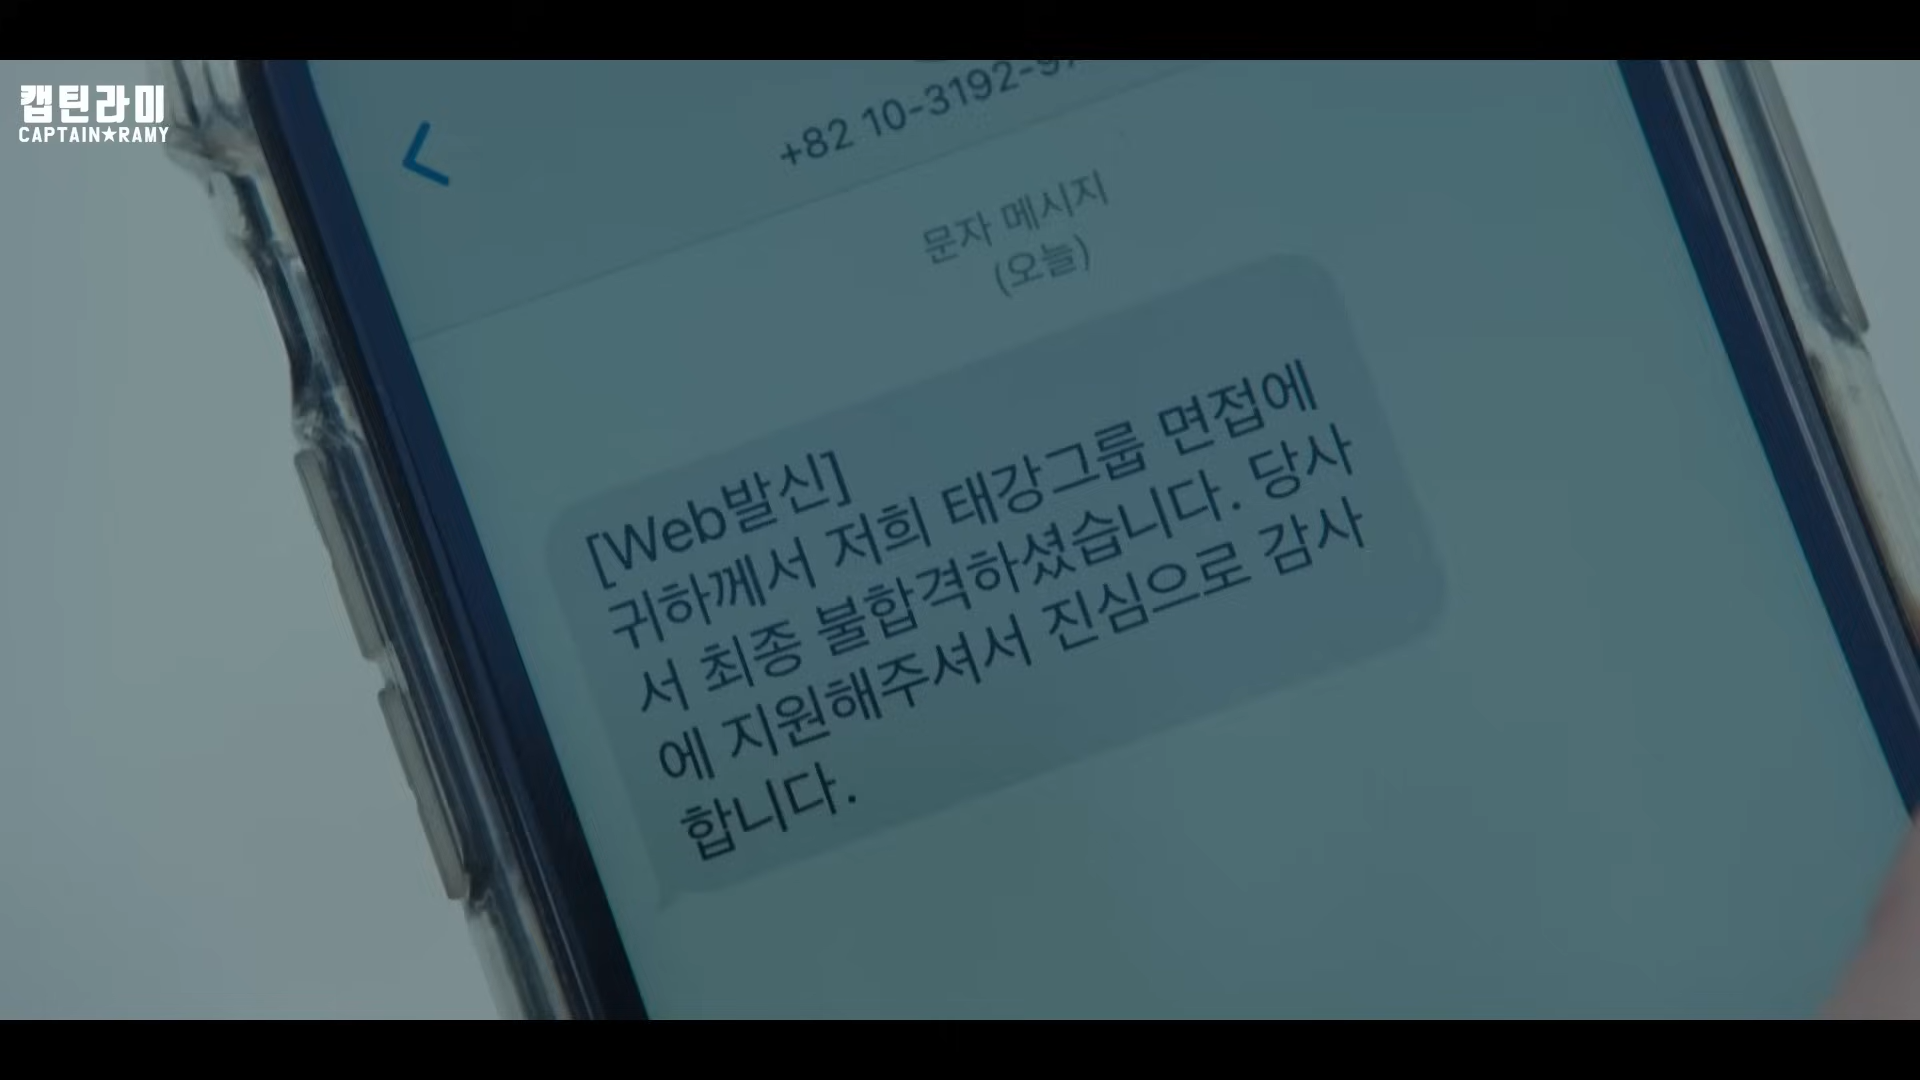 캡틴라미
CAPTAIN★RAMY
+82 10-3192-97
문자 메시지
(오늘)
[Web발신]
귀하께서 저희 태강그룹 면접에
서 최종 불합격하셨습니다. 당사
에 지원해주셔서 진심으로 감사
합니다.